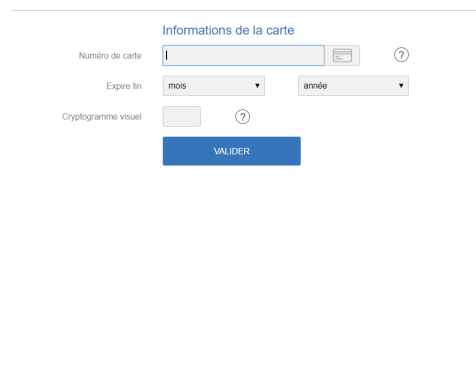 Informations de la carte
Numéro de carte
?
Expire fin mois année
Cryptogramme visuel ?
VALIDER